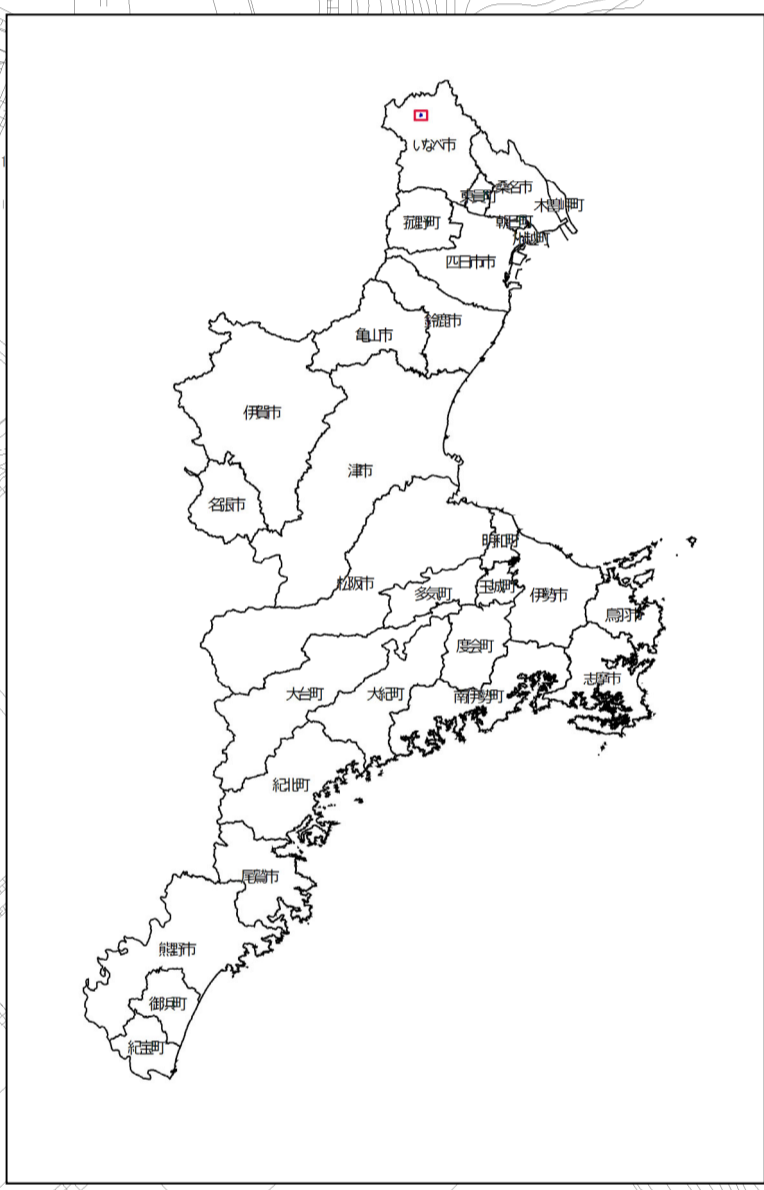 いなべ市
桑名市
東員町
木曽岬町
菰野町
朝日町
川越町
四日市市
鈴鹿市
亀山市
伊賀市
津市
名張市
明和町
松阪市
多気町
玉城町
伊勢市
鳥羽市
度会町
志摩市
大台町
大紀町
南伊勢町
紀北町
尾鷲市
熊野市
御浜町
紀宝町